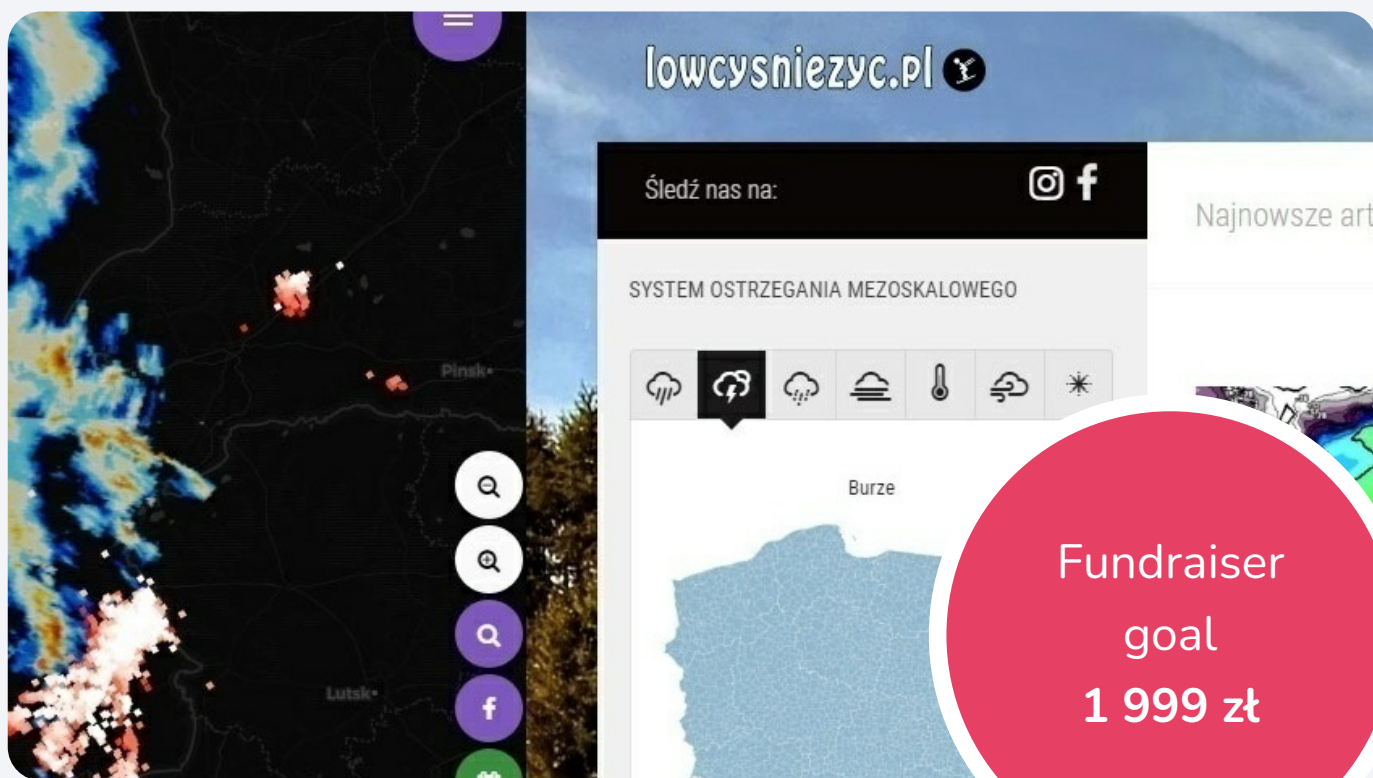 lowcysniezyc.pl
Śledź nas na:
Najnowsze art
SYSTEM OSTRZEGANIA MEZOSKALOWEGO
Pinsk
Burze
Lutsk
Fundraiser
goal
1 999 zł